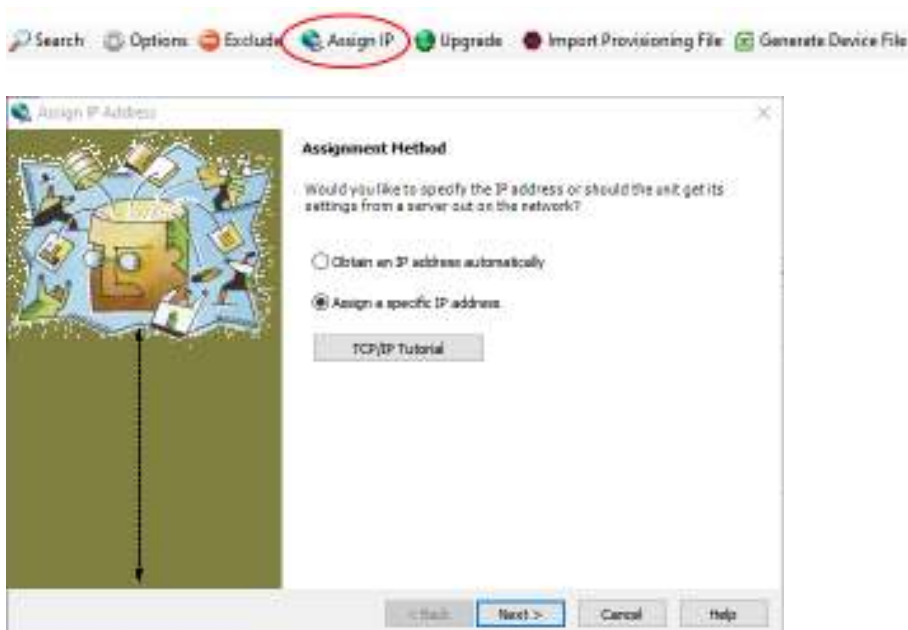 Search Options Exclude Assign IP Upgrade Import Provisioning File Generate Device File
Assign IP Address
Assignment Method
Would you like to specify the IP address or should the unit get its
settings from a server out on the network?
Obtain an IP address automatically
Assign a specific IP address
TCP/IP Tutorial
< Back Next > Cancel Help